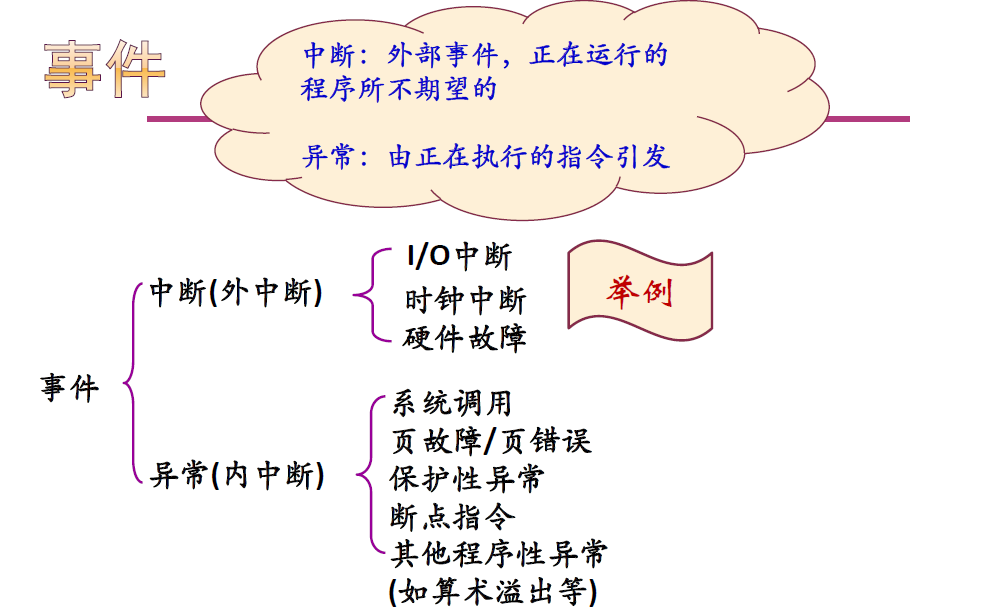 事件
中断：外部事件，正在运行的
程序所不期望的
异常：由正在执行的指令引发
I/O中断
中断(外中断)
时钟中断
硬件故障
举例
事件
系统调用
页故障/页错误
异常(内中断)
保护性异常
断点指令
其他程序性异常
(如算术溢出等)